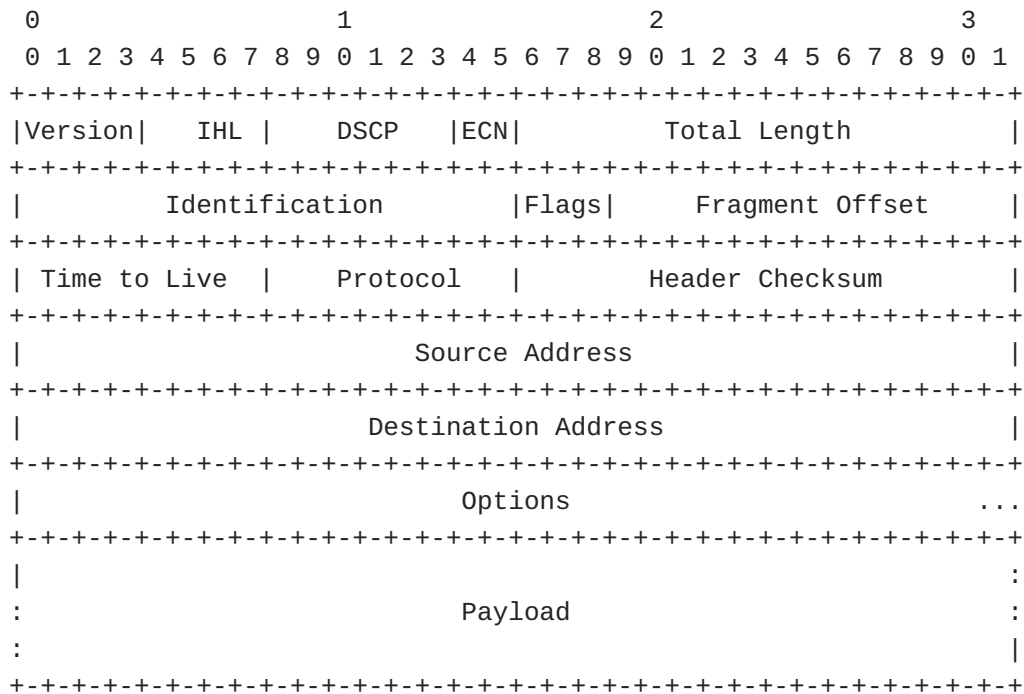 0                   1                   2                   3
 0 1 2 3 4 5 6 7 8 9 0 1 2 3 4 5 6 7 8 9 0 1 2 3 4 5 6 7 8 9 0 1
+-+-+-+-+-+-+-+-+-+-+-+-+-+-+-+-+-+-+-+-+-+-+-+-+-+-+-+-+-+-+-+-+
|Version|   IHL |    DSCP   |ECN|         Total Length          |
+-+-+-+-+-+-+-+-+-+-+-+-+-+-+-+-+-+-+-+-+-+-+-+-+-+-+-+-+-+-+-+-+
|         Identification        |Flags|     Fragment Offset     |
+-+-+-+-+-+-+-+-+-+-+-+-+-+-+-+-+-+-+-+-+-+-+-+-+-+-+-+-+-+-+-+-+
| Time to Live  |    Protocol   |        Header Checksum        |
+-+-+-+-+-+-+-+-+-+-+-+-+-+-+-+-+-+-+-+-+-+-+-+-+-+-+-+-+-+-+-+-+
|                         Source Address                        |
+-+-+-+-+-+-+-+-+-+-+-+-+-+-+-+-+-+-+-+-+-+-+-+-+-+-+-+-+-+-+-+-+
|                      Destination Address                      |
+-+-+-+-+-+-+-+-+-+-+-+-+-+-+-+-+-+-+-+-+-+-+-+-+-+-+-+-+-+-+-+-+
|                            Options                          ...
+-+-+-+-+-+-+-+-+-+-+-+-+-+-+-+-+-+-+-+-+-+-+-+-+-+-+-+-+-+-+-+-+
|                                                               :
:                            Payload                            :
:                                                               |
+-+-+-+-+-+-+-+-+-+-+-+-+-+-+-+-+-+-+-+-+-+-+-+-+-+-+-+-+-+-+-+-+